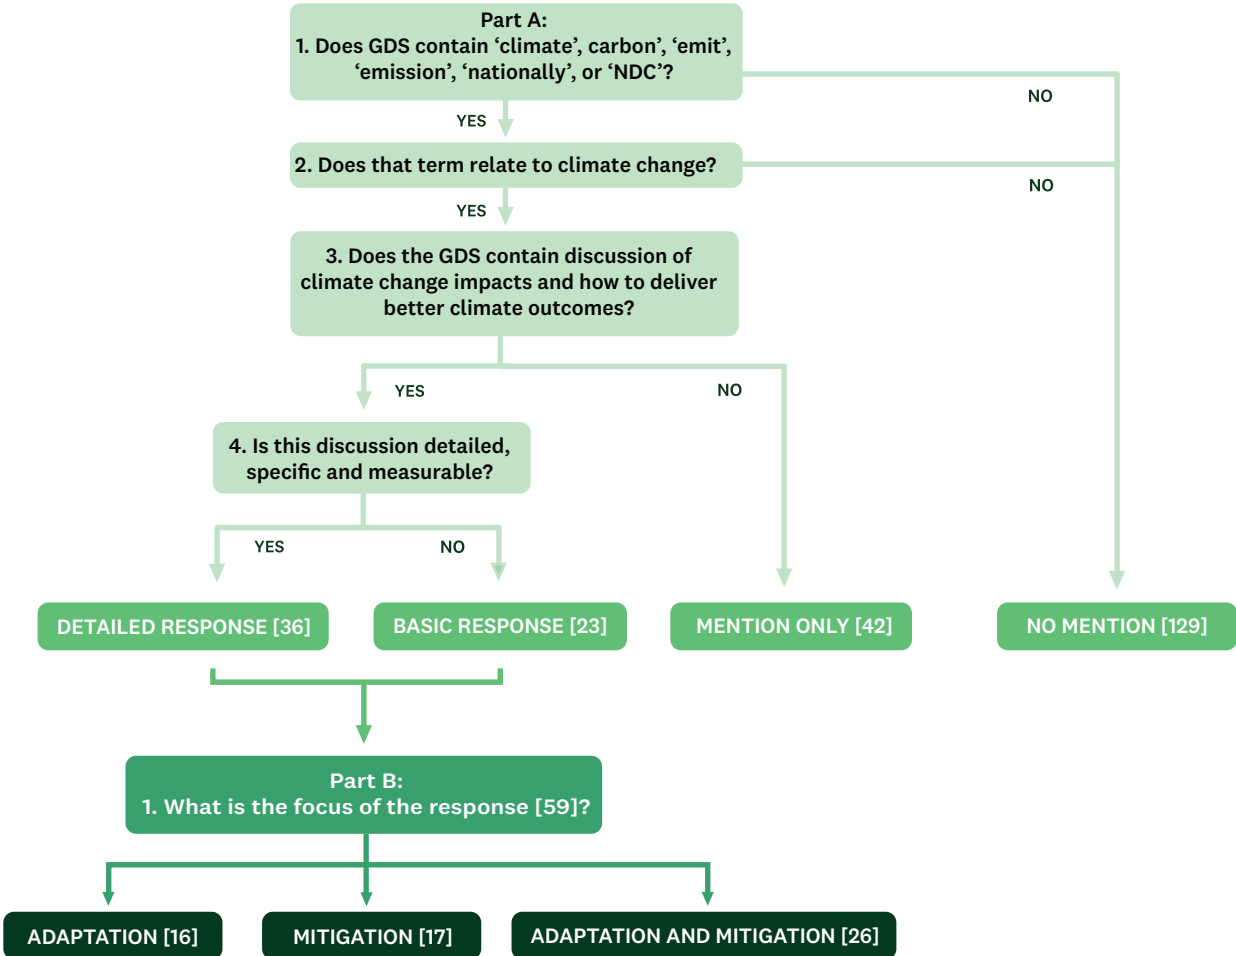 Part A:
1. Does GDS contain ‘climate’, carbon’, ‘emit’,
‘emission’, ‘nationally’, or ‘NDC’?
NO
YES
2. Does that term relate to climate change?
NO
YES
3. Does the GDS contain discussion of
climate change impacts and how to deliver
better climate outcomes?
YES
NO
4. Is this discussion detailed,
specific and measurable?
YES
NO
DETAILED RESPONSE [36]
BASIC RESPONSE [23]
MENTION ONLY [42]
NO MENTION [129]
Part B:
1. What is the focus of the response [59]?
ADAPTATION [16]
MITIGATION [17]
ADAPTATION AND MITIGATION [26]